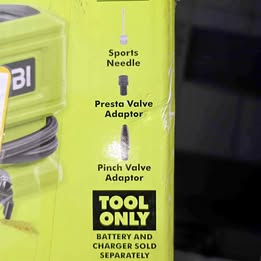 Sports
Needle
BI
Presta Valve
Adaptor
Pinch Valve
Adaptor
TOOL
ONLY
BATTERY AND
CHARGER SOLD
SEPARATELY